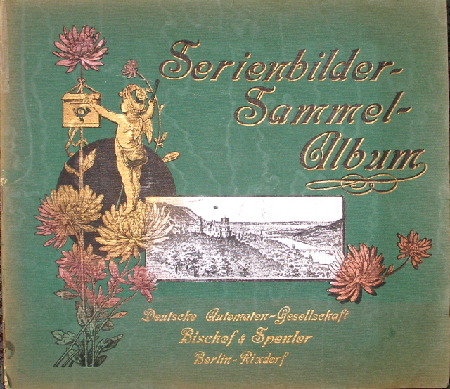 Serienbilder-
Sammel-
Album
Deutsche Automaten-Gesellschaft
Bischof & Spenler
Berlin-Rixdorf